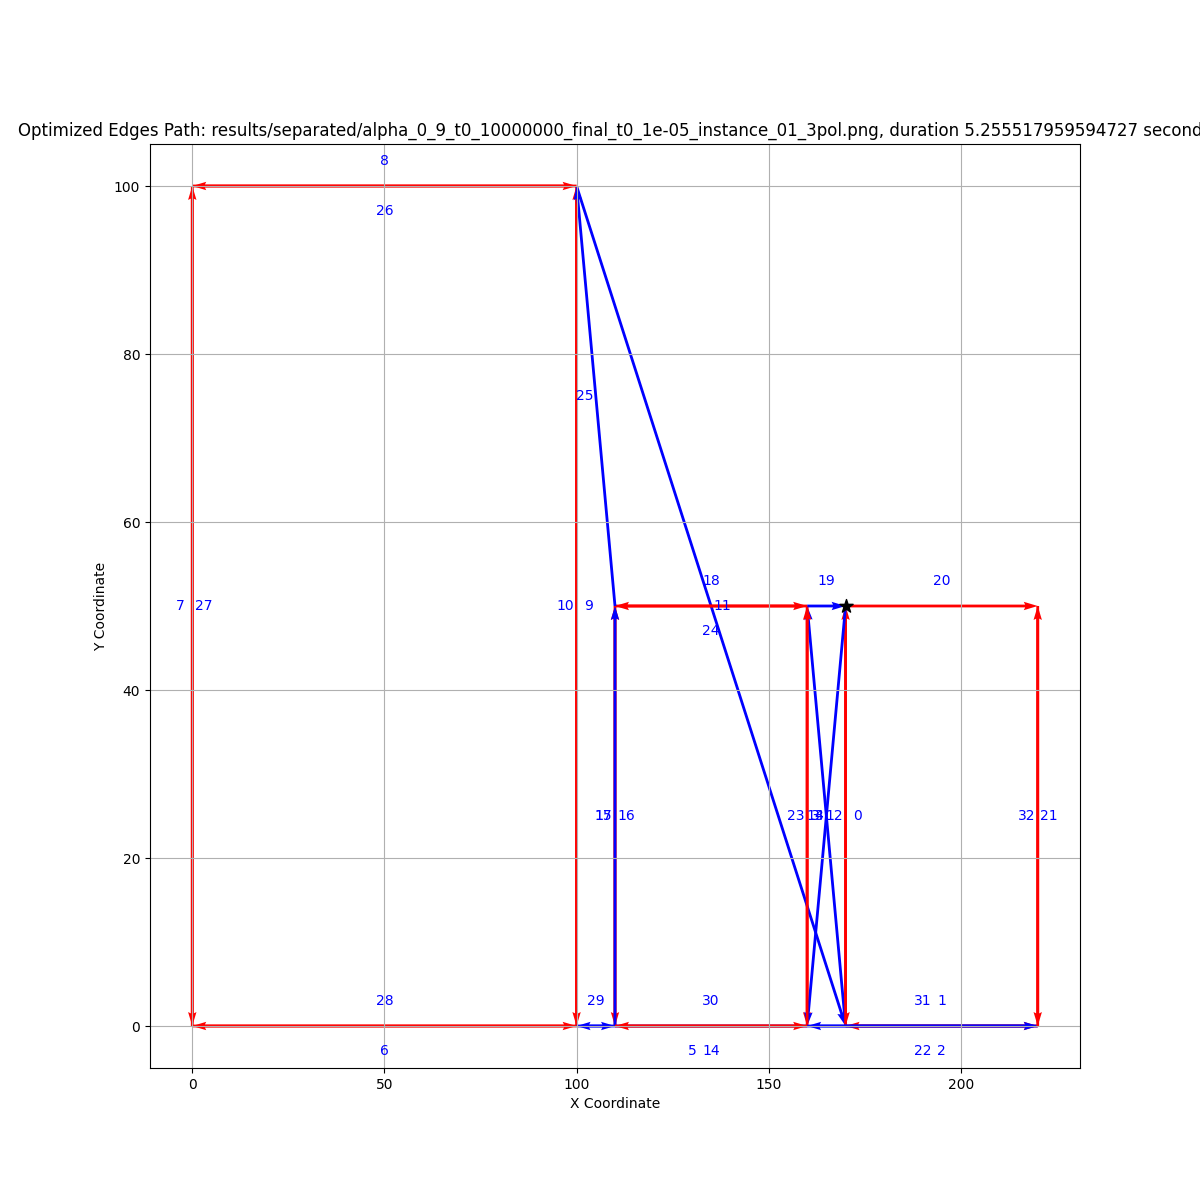 Optimized Edges Path: results/separated/alpha_0_9_t0_10000000_final_t0_1e-05_instance_01_3pol.png, duration 5.255517959594727 second
8
100
26
80
25
60
18 19 20
7 27 10 9 11
24
40
16 23 12 0 32 21
20
28 29 30 31 1
0
6 5 14 22 2
0 50 100 150 200
X Coordinate
Y Coordinate